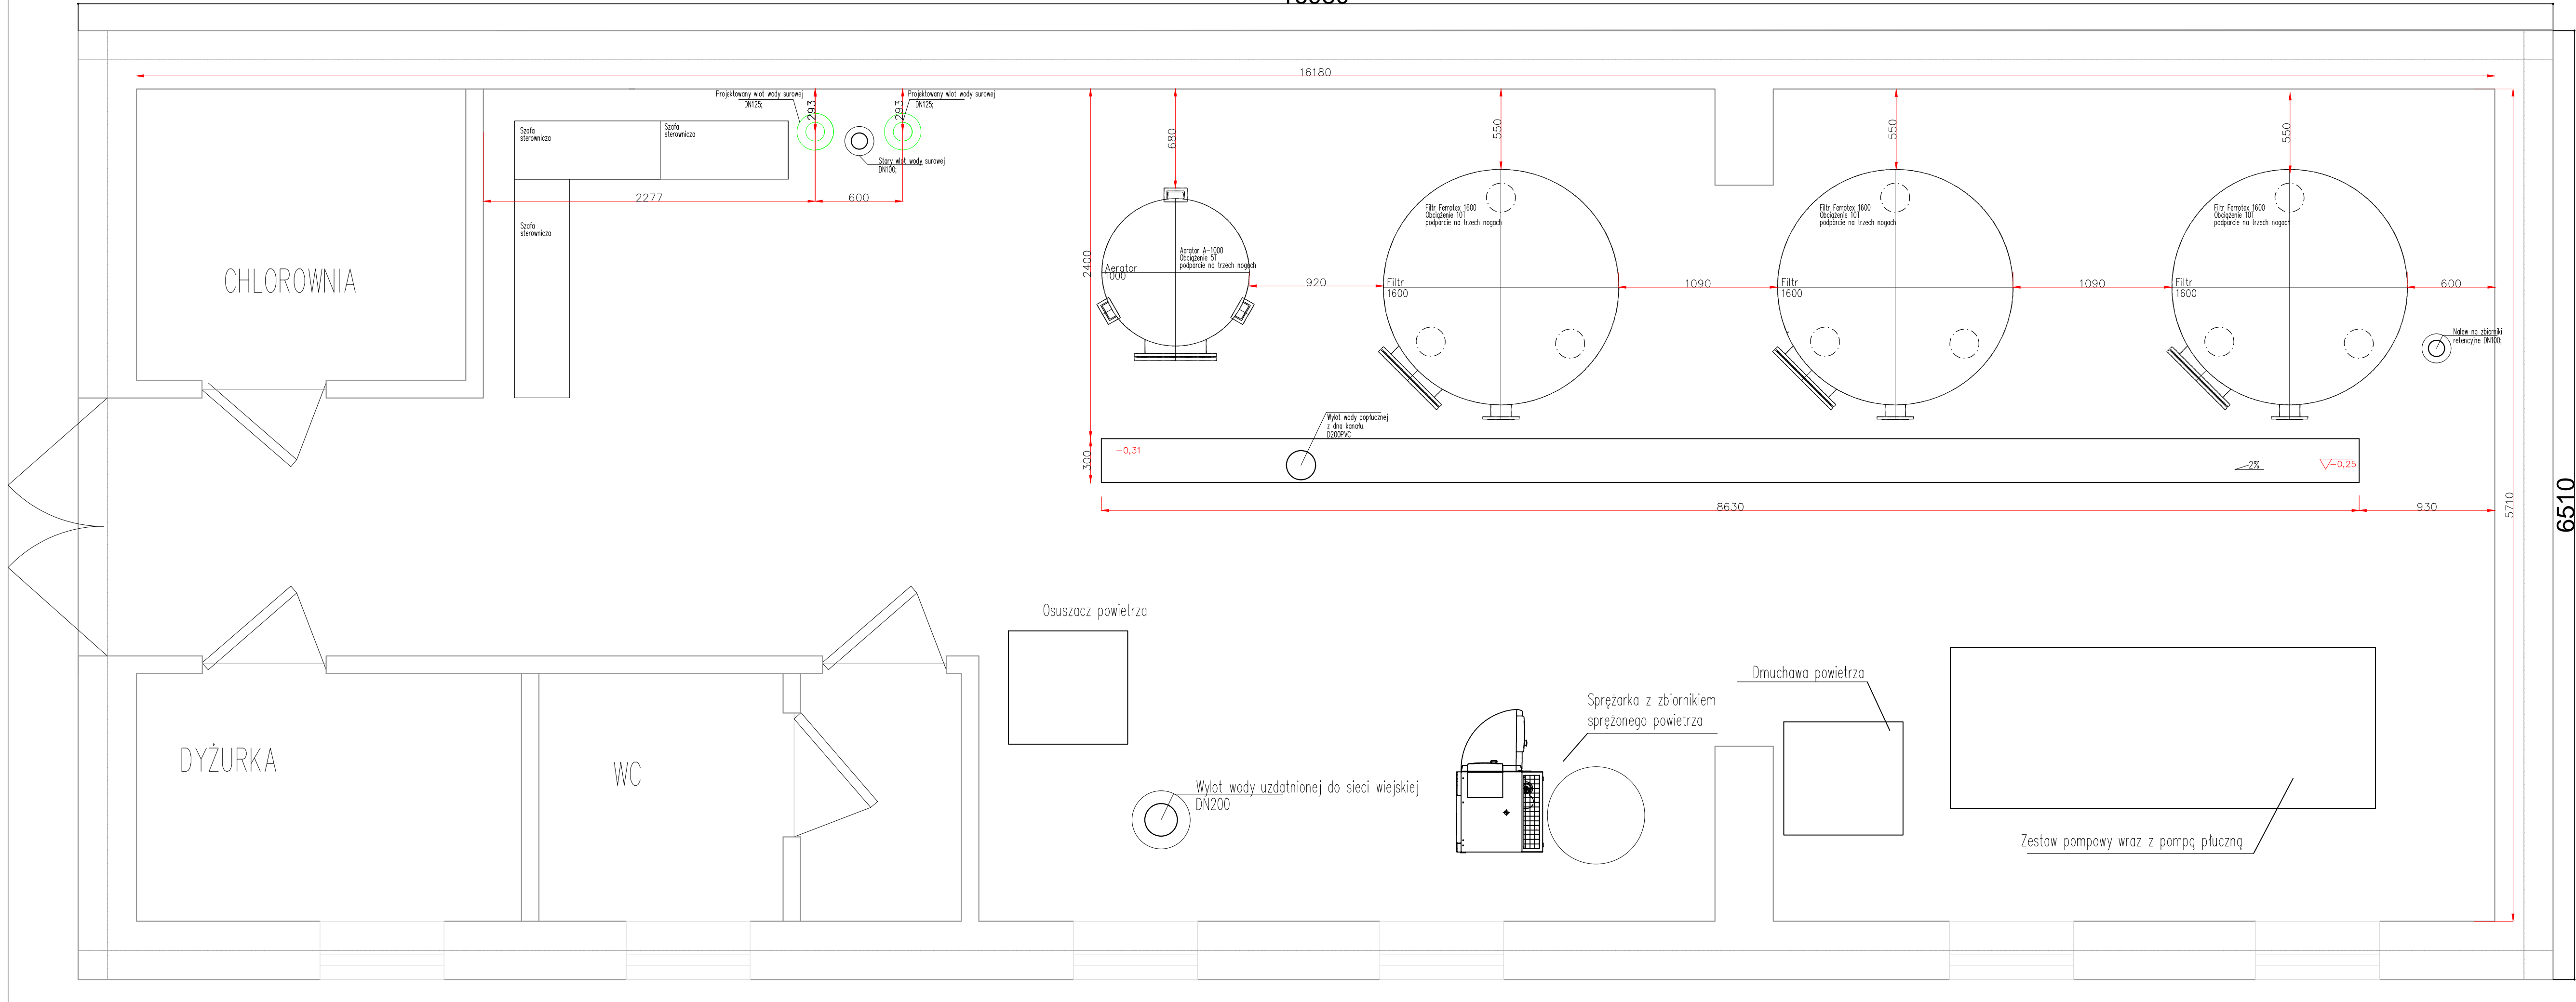 16180
Projektowany wlot wody surowej
DN125;
Projektowany wlot wody surowej
DN125;
293
293
Szafa
sterownicza
Szafa
sterownicza
Szafa
sterownicza
Stary wlot wody surowej
DN100;
2277
600
680
550
550
550
2400
CHLOROWNIA
Aerator A-1000
Obciążenie 5T
podparcie na trzech nogach
Aerator
1000
920
Filtr Ferrotex 1600
Obciążenie 10T
podparcie na trzech nogach
Filtr
1600
1090
Filtr Ferrotex 1600
Obciążenie 10T
podparcie na trzech nogach
Filtr
1600
1090
Filtr Ferrotex 1600
Obciążenie 10T
podparcie na trzech nogach
Filtr
1600
600
Nalew na zbiorniki
retencyjne DN100;
Wylot wody popłucznej
z dna kanału.
D200PVC
300
-0,31
2%
-0,25
8630
930
5710
6510
Osuszacz powietrza
Dmuchawa powietrza
Sprężarka z zbiornikiem
sprężonego powietrza
DYŻURKA
WC
Wylot wody uzdatnionej do sieci wiejskiej
DN200
Zestaw pompowy wraz z pompą płuczną